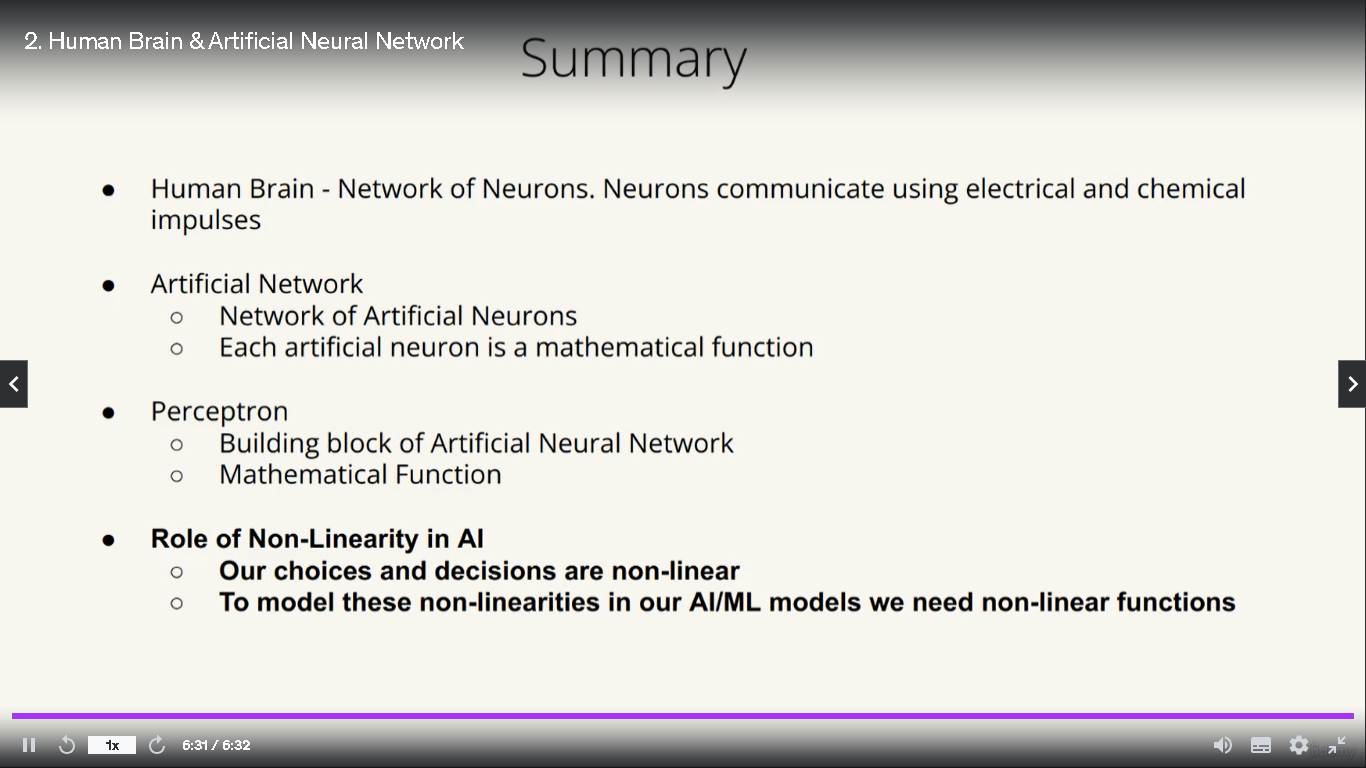 2. Human Brain & Artificial Neural Network
Summary
● Human Brain - Network of Neurons. Neurons communicate using electrical and chemical
impulses
● Artificial Network
○ Network of Artificial Neurons
○ Each artificial neuron is a mathematical function
● Perceptron
○ Building block of Artificial Neural Network
○ Mathematical Function
● Role of Non-Linearity in AI
○ Our choices and decisions are non-linear
○ To model these non-linearities in our AI/ML models we need non-linear functions
1x
6:31 / 6:32